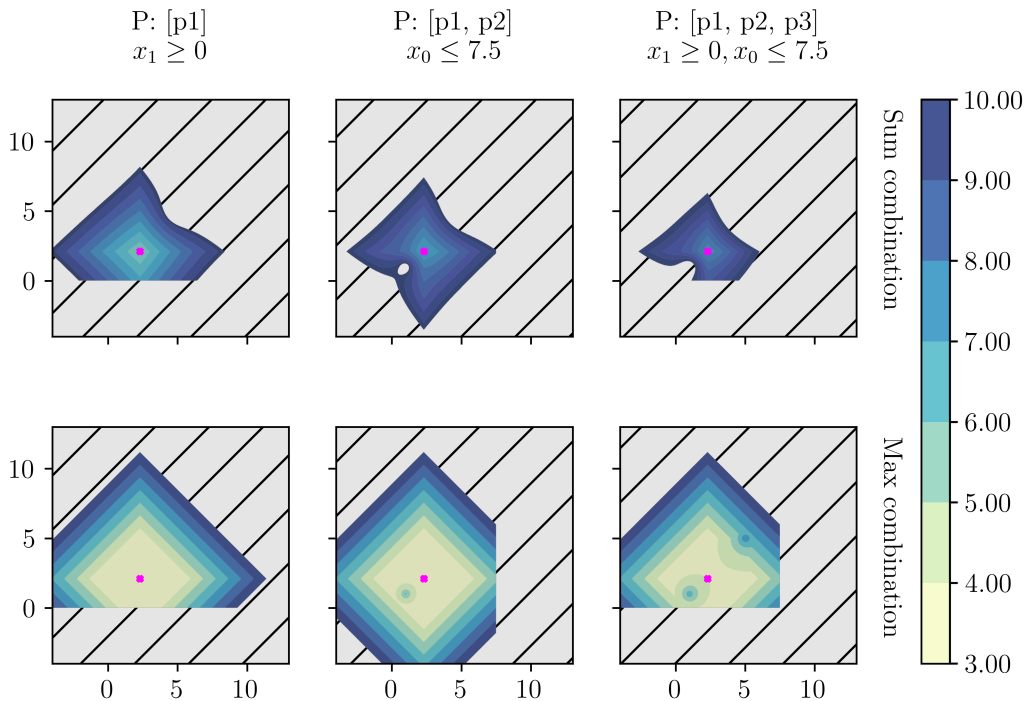 P: [p1]
x₁ ≥ 0
P: [p1, p2]
x₀ ≤ 7.5
P: [p1, p2, p3]
x₁ ≥ 0, x₀ ≤ 7.5
10
5
0
Sum combination
10
5
0
0
5
10
0
5
10
0
5
10
Max combination
10.00
9.00
8.00
7.00
6.00
5.00
4.00
3.00